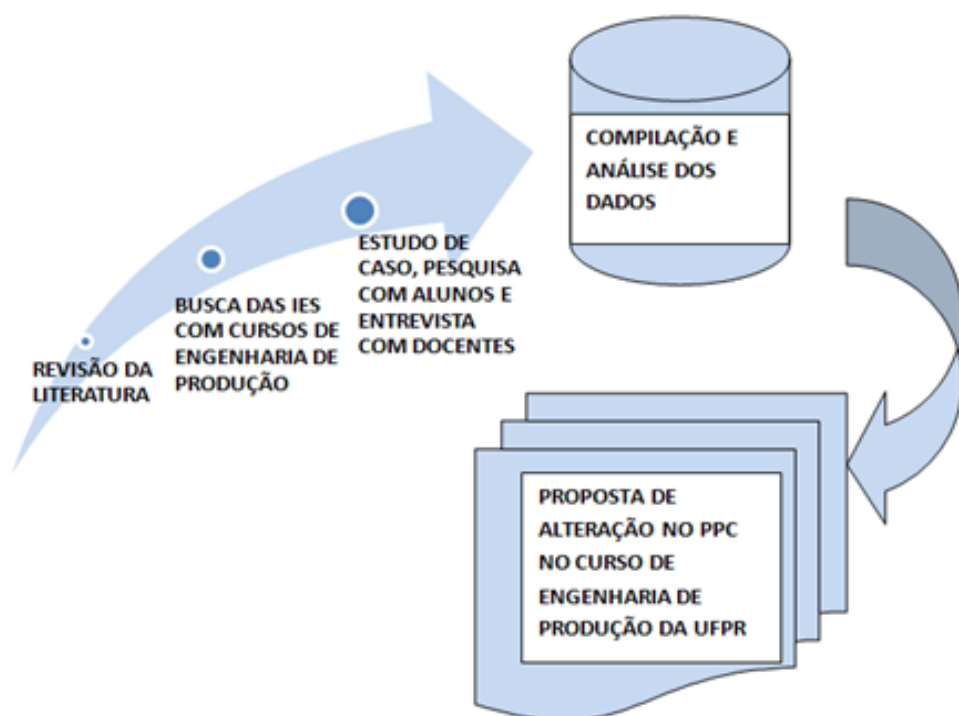 REVISÃO DA
LITERATURA
BUSCA DAS IES
COM CURSOS DE
ENGENHARIA DE
PRODUÇÃO
ESTUDO DE
CASO, PESQUISA
COM ALUNOS E
ENTREVISTA
COM DOCENTES
COMPILAÇÃO E
ANÁLISE DOS
DADOS
PROPOSTA DE
ALTERAÇÃO NO PPC
NO CURSO DE
ENGENHARIA DE
PRODUÇÃO DA UFPR